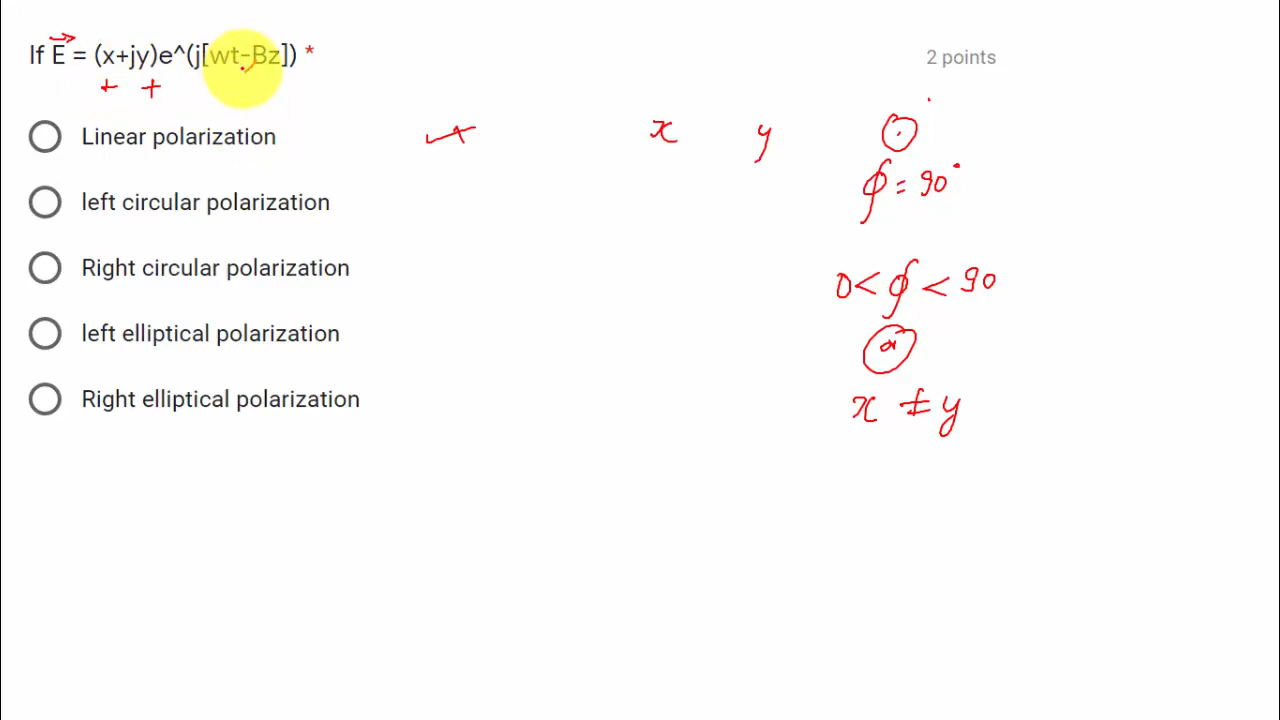 If E = (x+jy)e^(j[wt-Bz]) *
2 points
+ +
Linear polarization
x y
left circular polarization
ϕ = 90°
Right circular polarization
0 < ϕ < 90
left elliptical polarization
x ≠ y
Right elliptical polarization